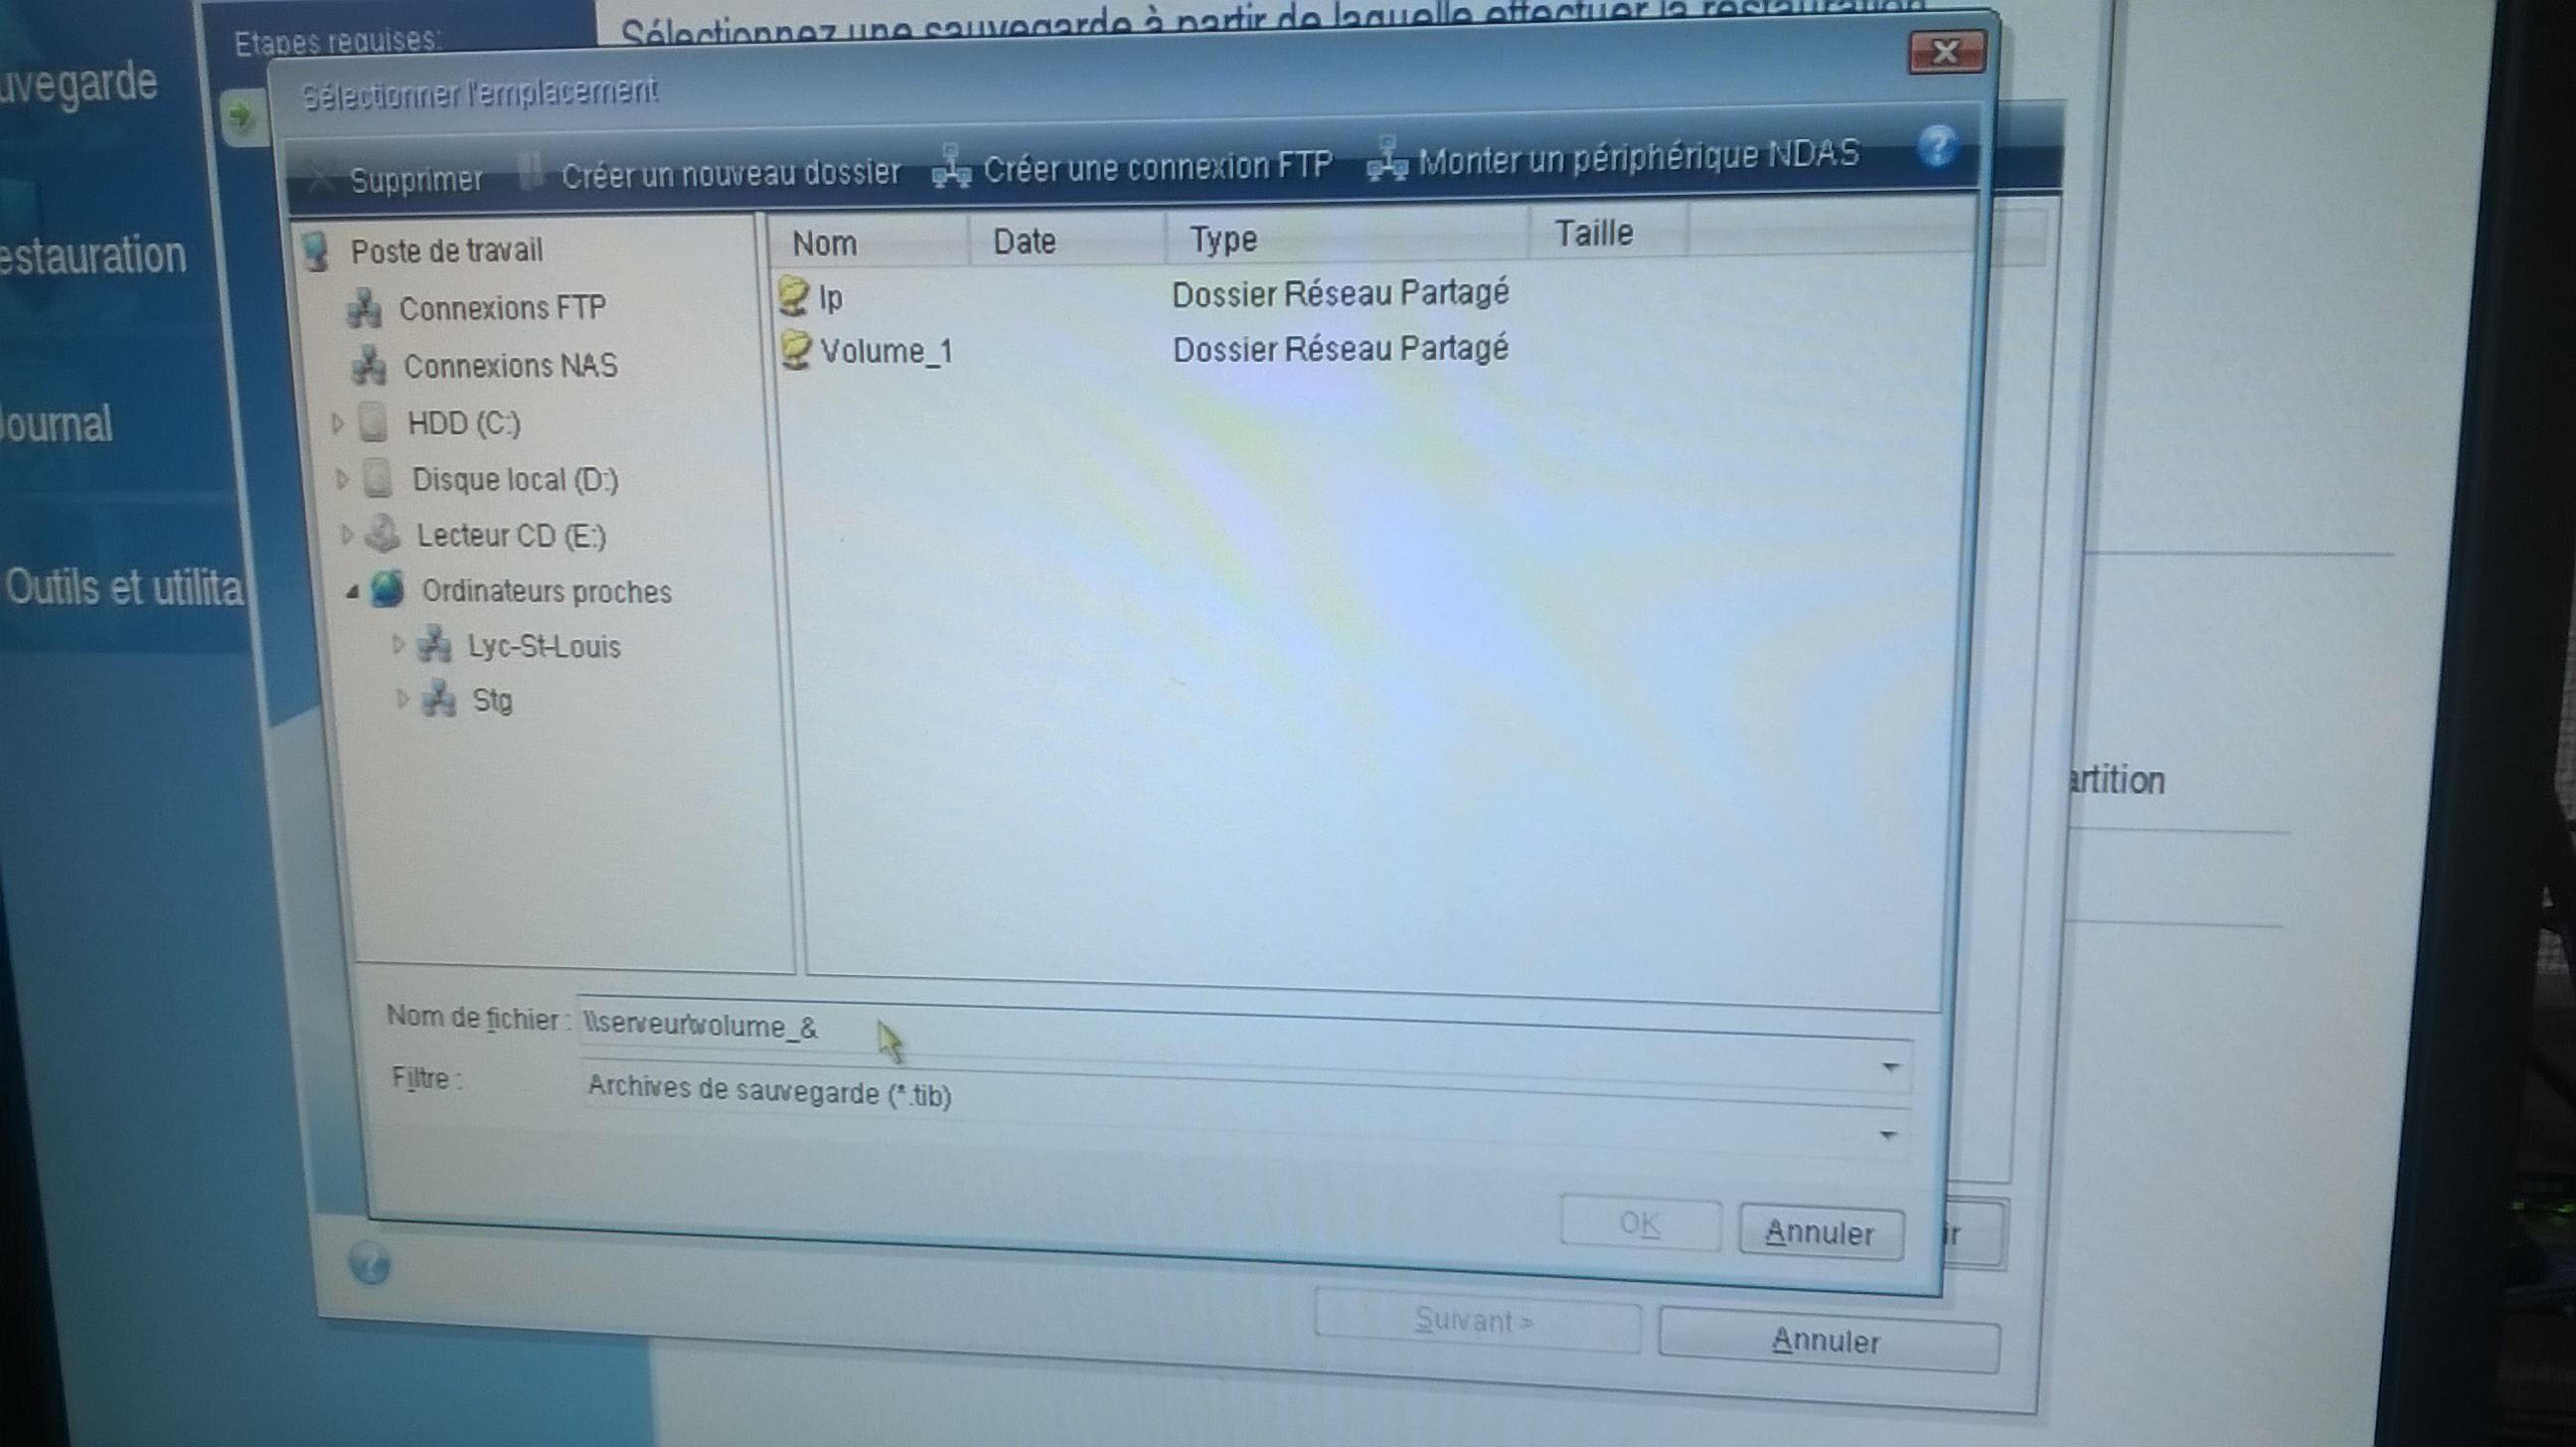 Etapes requises:
Sélectionnez une sauvegarde à partir de laquelle effectuer la restauration
uvegarde
Sélectionner l'emplacement
Supprimer
Créer un nouveau dossier
Créer une connexion FTP
Monter un périphérique NDAS
estauration
Poste de travail
Nom
Date
Type
Taille
Connexions FTP
lp
Dossier Réseau Partagé
Connexions NAS
Volume_1
Dossier Réseau Partagé
ournal
HDD (C:)
Disque local (D:)
Lecteur CD (E:)
Outils et utilita
Ordinateurs proches
Lyc-St-Louis
Stg
artition
Nom de fichier :
\\serveur\volume_&
Filtre :
Archives de sauvegarde (*.tib)
OK
Annuler
ir
Suivant >
Annuler